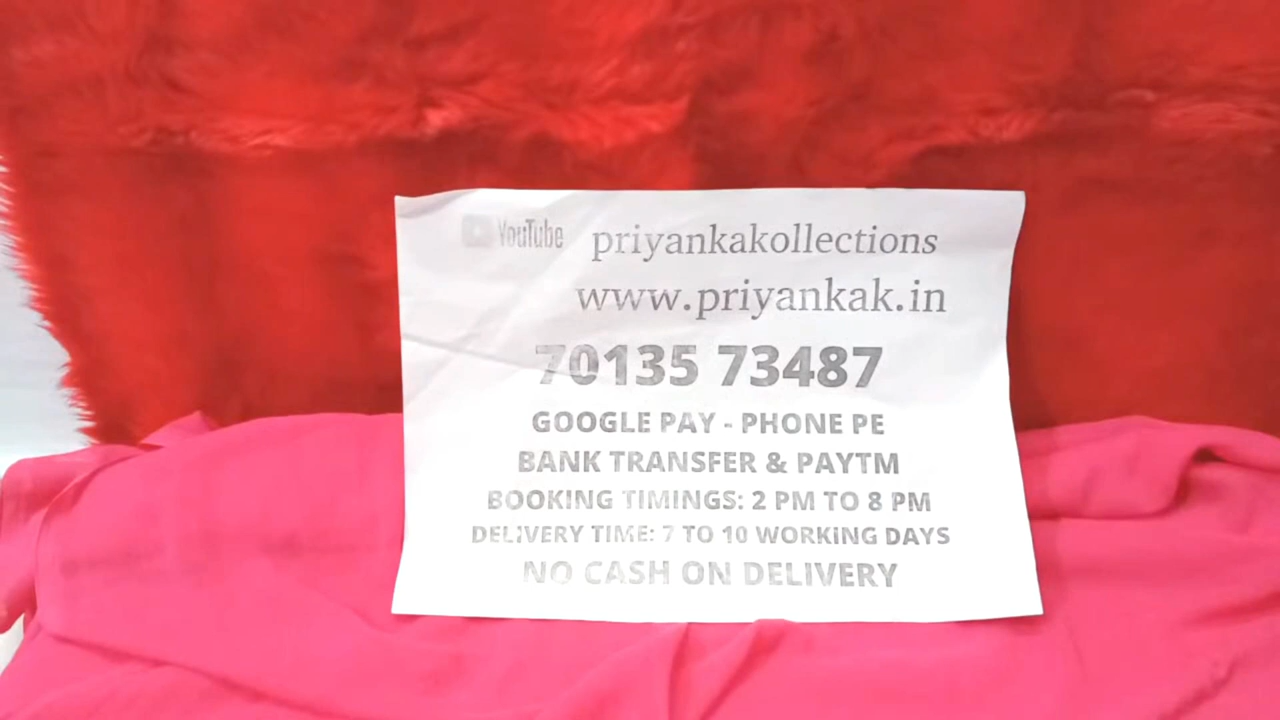 YouTube priyankakollections
www.priyankak.in
70135 73487
GOOGLE PAY - PHONE PE
BANK TRANSFER & PAYTM
BOOKING TIMINGS: 2 PM TO 8 PM
DELIVERY TIME: 7 TO 10 WORKING DAYS
NO CASH ON DELIVERY